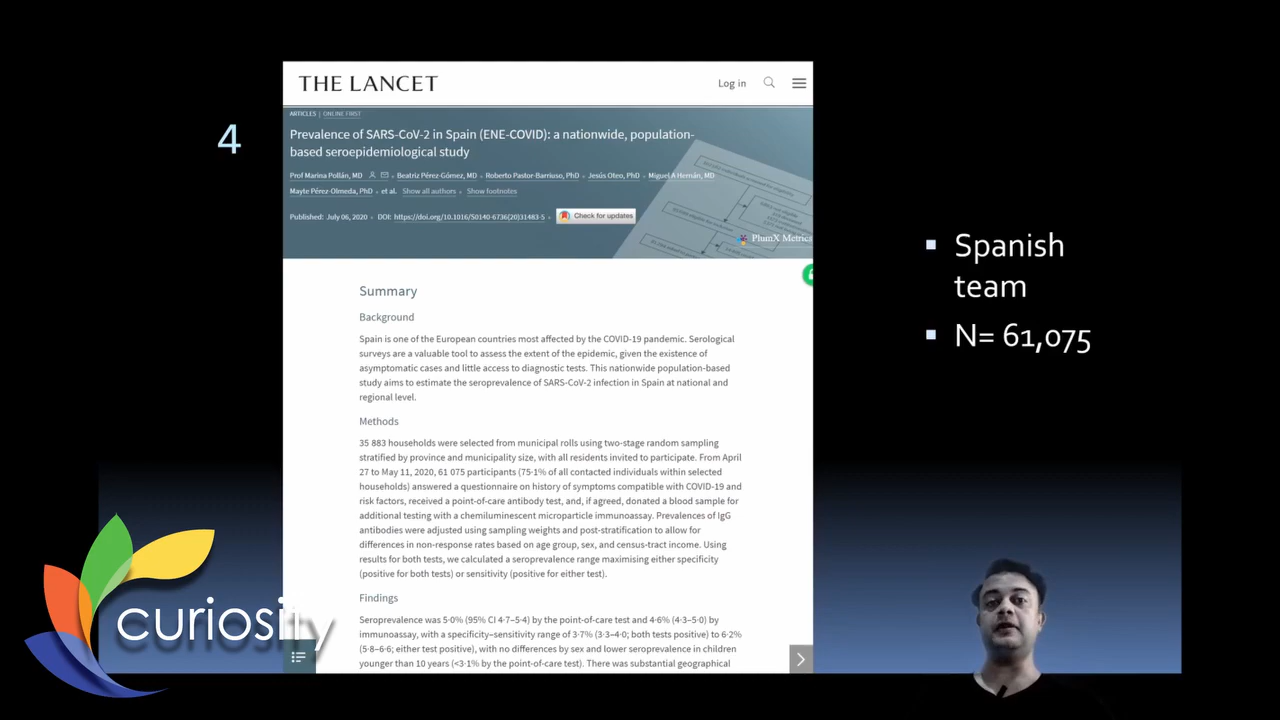 4
THE LANCET
Log in
ARTICLES | ONLINE FIRST
Prevalence of SARS-CoV-2 in Spain (ENE-COVID): a nationwide, population-
based seroepidemiological study
Prof Marina Pollán, MD • Beatriz Pérez-Gómez, MD • Roberto Pastor-Barriuso, PhD • Jesús Oteo, PhD • Miguel A Hernán, MD
Mayte Pérez-Olmeda, PhD • et al. Show all authors • Show footnotes
Published: July 06, 2020 • DOI: https://doi.org/10.1016/S0140-6736(20)31483-5 • Check for updates
PlumX Metrics
Summary
Background
Spain is one of the European countries most affected by the COVID-19 pandemic. Serological
surveys are a valuable tool to assess the extent of the epidemic, given the existence of
asymptomatic cases and little access to diagnostic tests. This nationwide population-based
study aims to estimate the seroprevalence of SARS-CoV-2 infection in Spain at national and
regional level.
Methods
35 883 households were selected from municipal rolls using two-stage random sampling
stratified by province and municipality size, with all residents invited to participate. From April
27 to May 11, 2020, 61 075 participants (75·1% of all contacted individuals within selected
households) answered a questionnaire on history of symptoms compatible with COVID-19 and
risk factors, received a point-of-care antibody test, and, if agreed, donated a blood sample for
additional testing with a chemiluminescent microparticle immunoassay. Prevalences of IgG
antibodies were adjusted using sampling weights and post-stratification to allow for
differences in non-response rates based on age group, sex, and census-tract income. Using
results for both tests, we calculated a seroprevalence range maximising either specificity
(positive for both tests) or sensitivity (positive for either test).
Findings
Seroprevalence was 5·0% (95% CI 4·7–5·4) by the point-of-care test and 4·6% (4·3–5·0) by
immunoassay, with a specificity–sensitivity range of 3·7% (3·3–4·0; both tests positive) to 6·2%
(5·8–6·6; either test positive), with no differences by sex and lower seroprevalence in children
younger than 10 years (<3·1% by the point-of-care test). There was substantial geographical
Spanish
team
N= 61,075
curiosity